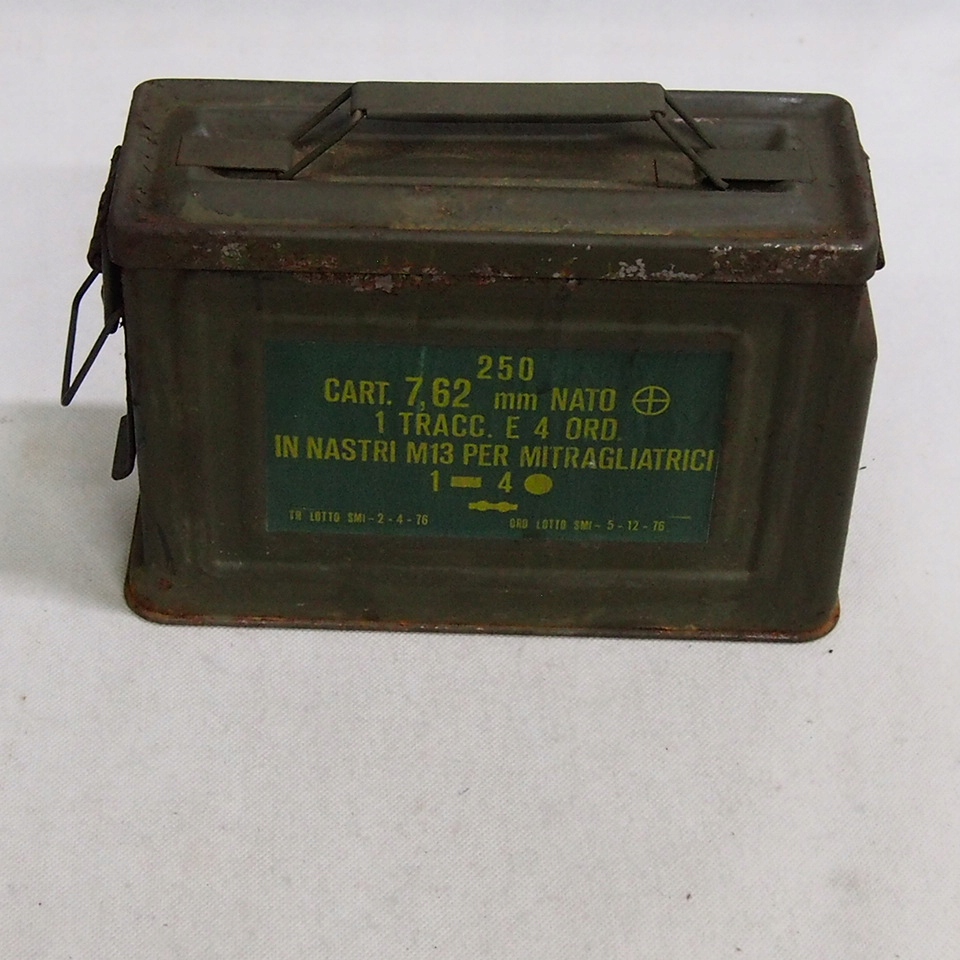 250
CART. 7,62 mm NATO
1 TRACC. E 4 ORD.
IN NASTRI M13 PER MITRAGLIATRICI
1 4
TR LOTTO SMI-2-4-76 ORD LOTTO SMI-5-12-76